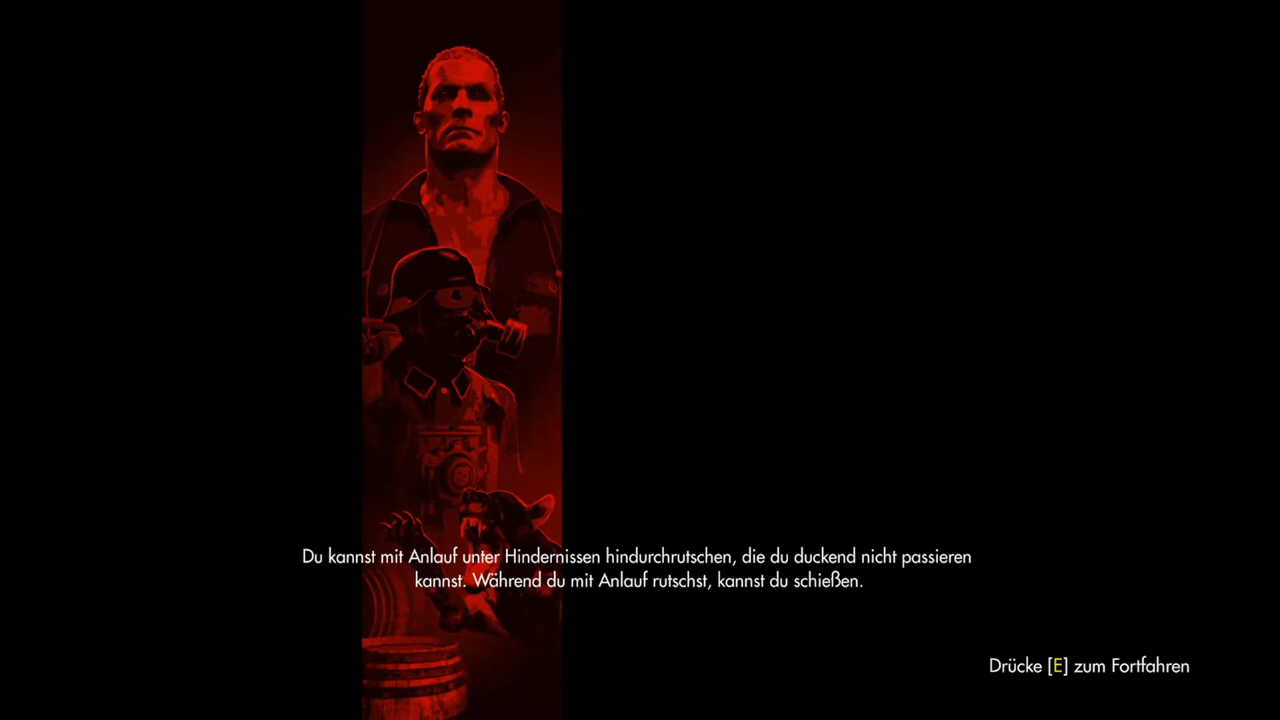 Du kannst mit Anlauf unter Hindernissen hindurchrutschen, die du duckend nicht passieren
kannst. Während du mit Anlauf rutschst, kannst du schießen.
Drücke [E] zum Fortfahren